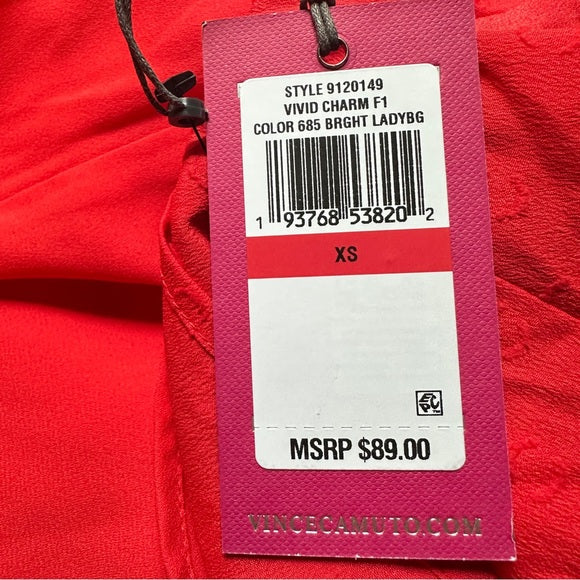 STYLE 9120149
VIVID CHARM F1
COLOR 685 BRGHT LADYBG
1 93768 53820 2
XS
MSRP $89.00
VINCECAMUTO.COM